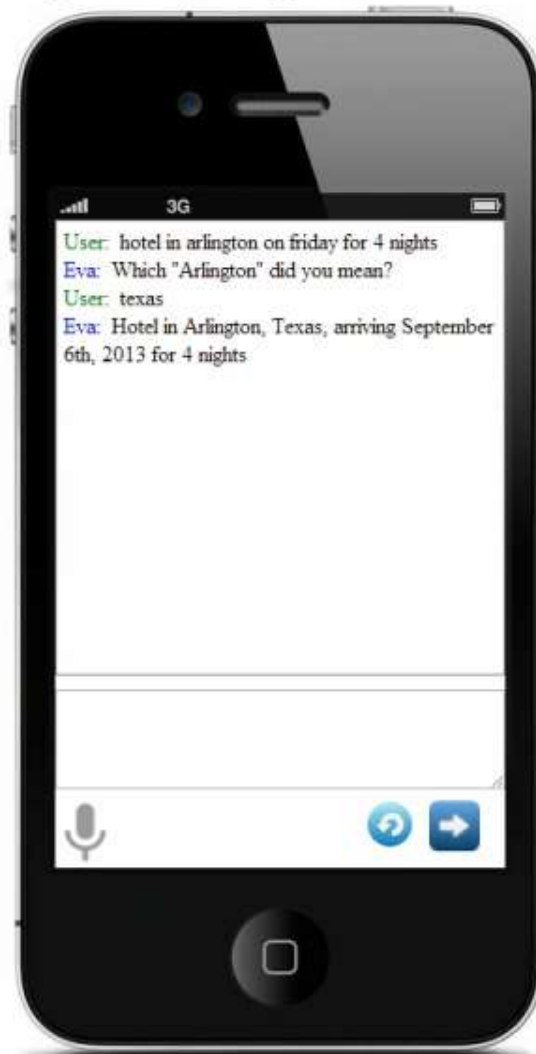 3G
User: hotel in arlington on friday for 4 nights
Eva: Which "Arlington" did you mean?
User: texas
Eva: Hotel in Arlington, Texas, arriving September
6th, 2013 for 4 nights